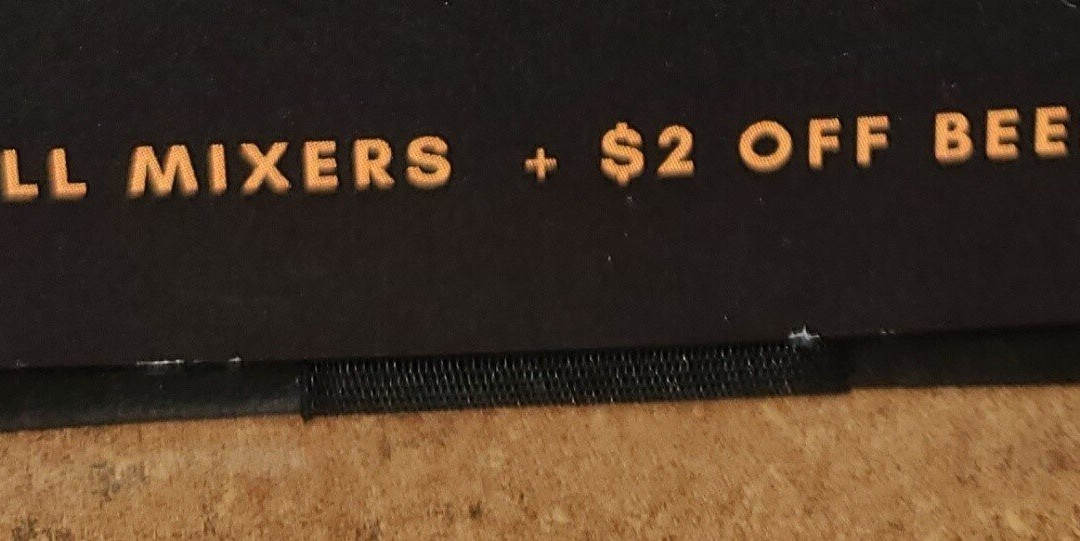 LL MIXERS + $2 OFF BEE